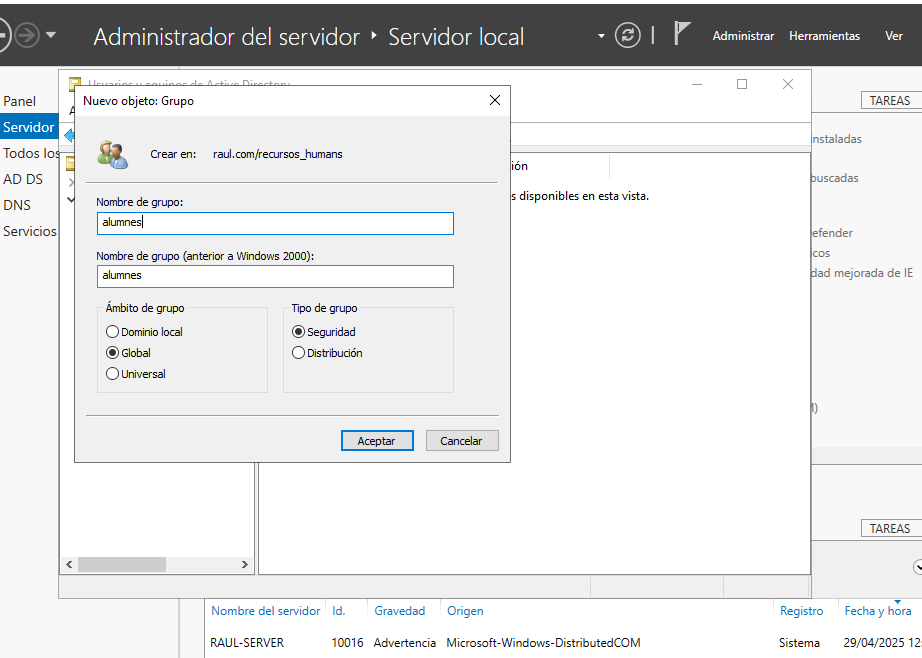 Administrador del servidor ‣ Servidor local
Administrar Herramientas Ver
Usuarios y equipos de Active Directory
Panel
Servidor
Todos los
AD DS
DNS
Servicios
Nuevo objeto: Grupo
Crear en: raul.com/recursos_humans
Nombre de grupo:
alumnes
Nombre de grupo (anterior a Windows 2000):
alumnes
Ámbito de grupo
Dominio local
Global
Universal
Tipo de grupo
Seguridad
Distribución
Aceptar Cancelar
ión
s disponibles en esta vista.
TAREAS
instaladas
buscadas
efender
icos
dad mejorada de IE
TAREAS
Nombre del servidor Id. Gravedad Origen Registro Fecha y hora
RAUL-SERVER 10016 Advertencia Microsoft-Windows-DistributedCOM Sistema 29/04/2025 12: